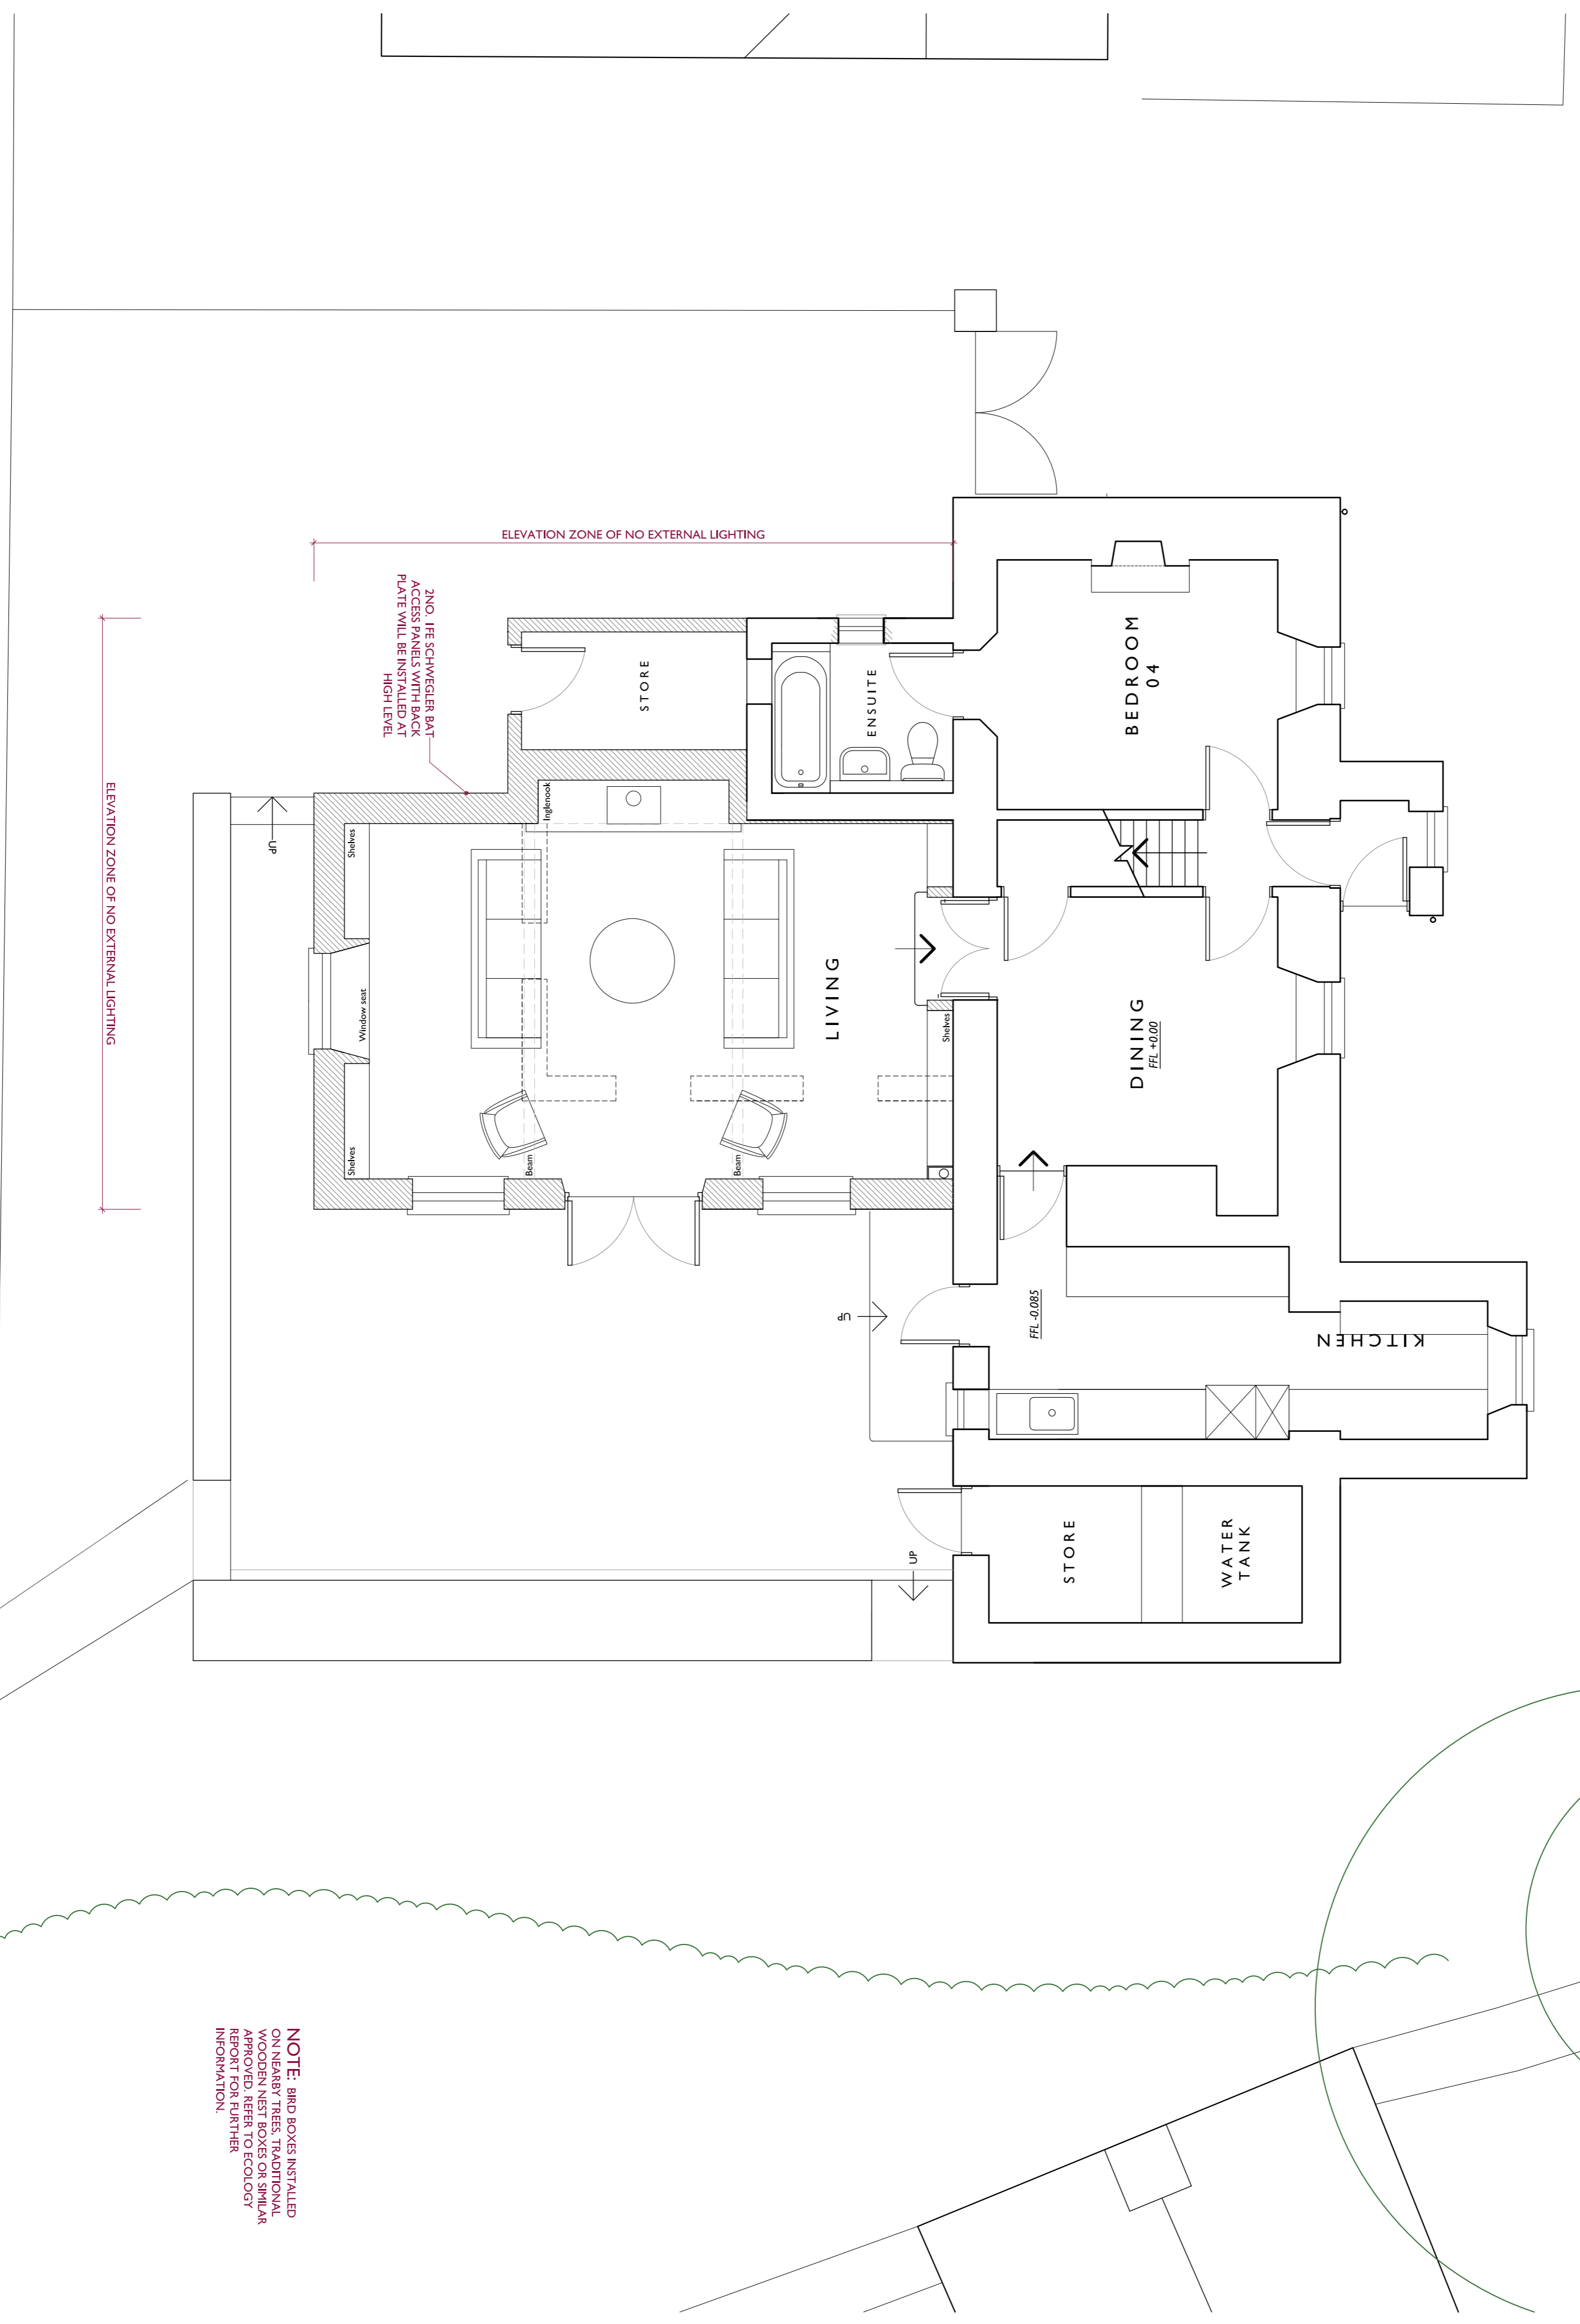 ELEVATION ZONE OF NO EXTERNAL LIGHTING
2NO. IFE SCHWEGLER BAT
ACCESS PANELS WITH BACK
PLATE WILL BE INSTALLED AT
HIGH LEVEL
ELEVATION ZONE OF NO EXTERNAL LIGHTING
STORE
ENSUITE
BEDROOM
04
UP
Shelves
Inglenook
Window seat
Shelves
LIVING
Beam
Beam
Shelves
DINING
FFL +0.00
UP
FFL -0.085
KITCHEN
UP
STORE
WATER
TANK
NOTE: BIRD BOXES INSTALLED
ON NEARBY TREES, TRADITIONAL
WOODEN NEST BOXES OR SIMILAR
APPROVED. REFER TO ECOLOGY
REPORT FOR FURTHER
INFORMATION.